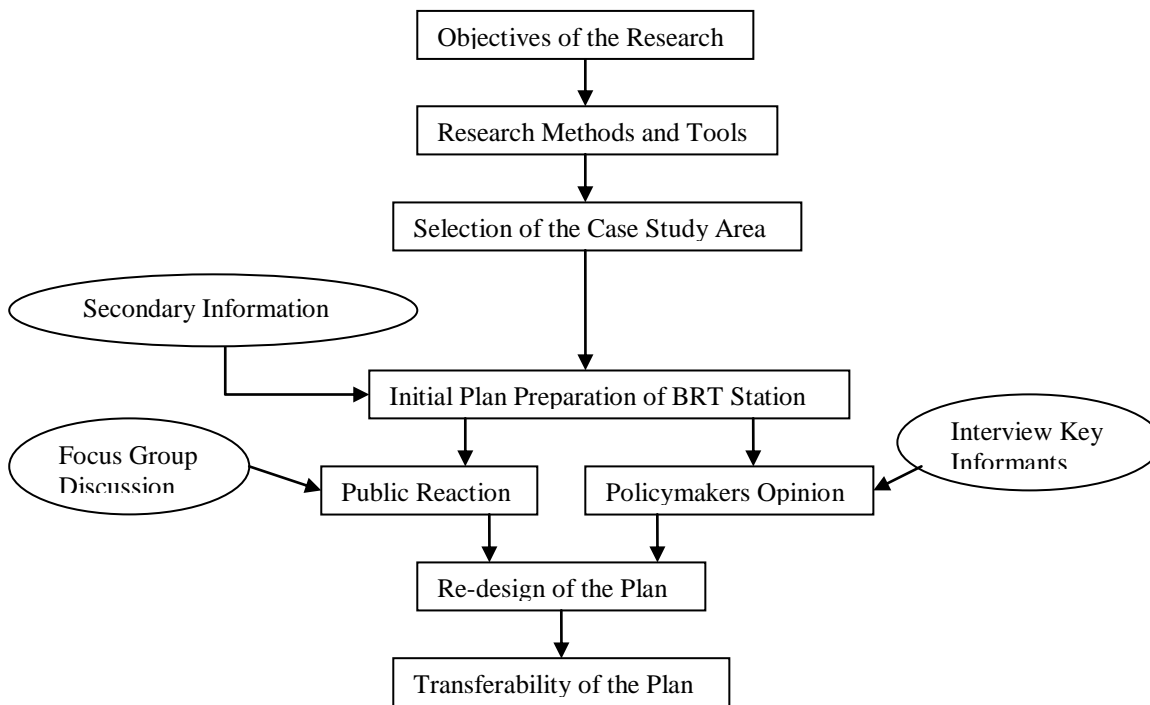 Objectives of the Research
Research Methods and Tools
Selection of the Case Study Area
Secondary Information
Initial Plan Preparation of BRT Station
Focus Group
Discussion
Interview Key
Informants
Public Reaction
Policymakers Opinion
Re-design of the Plan
Transferability of the Plan